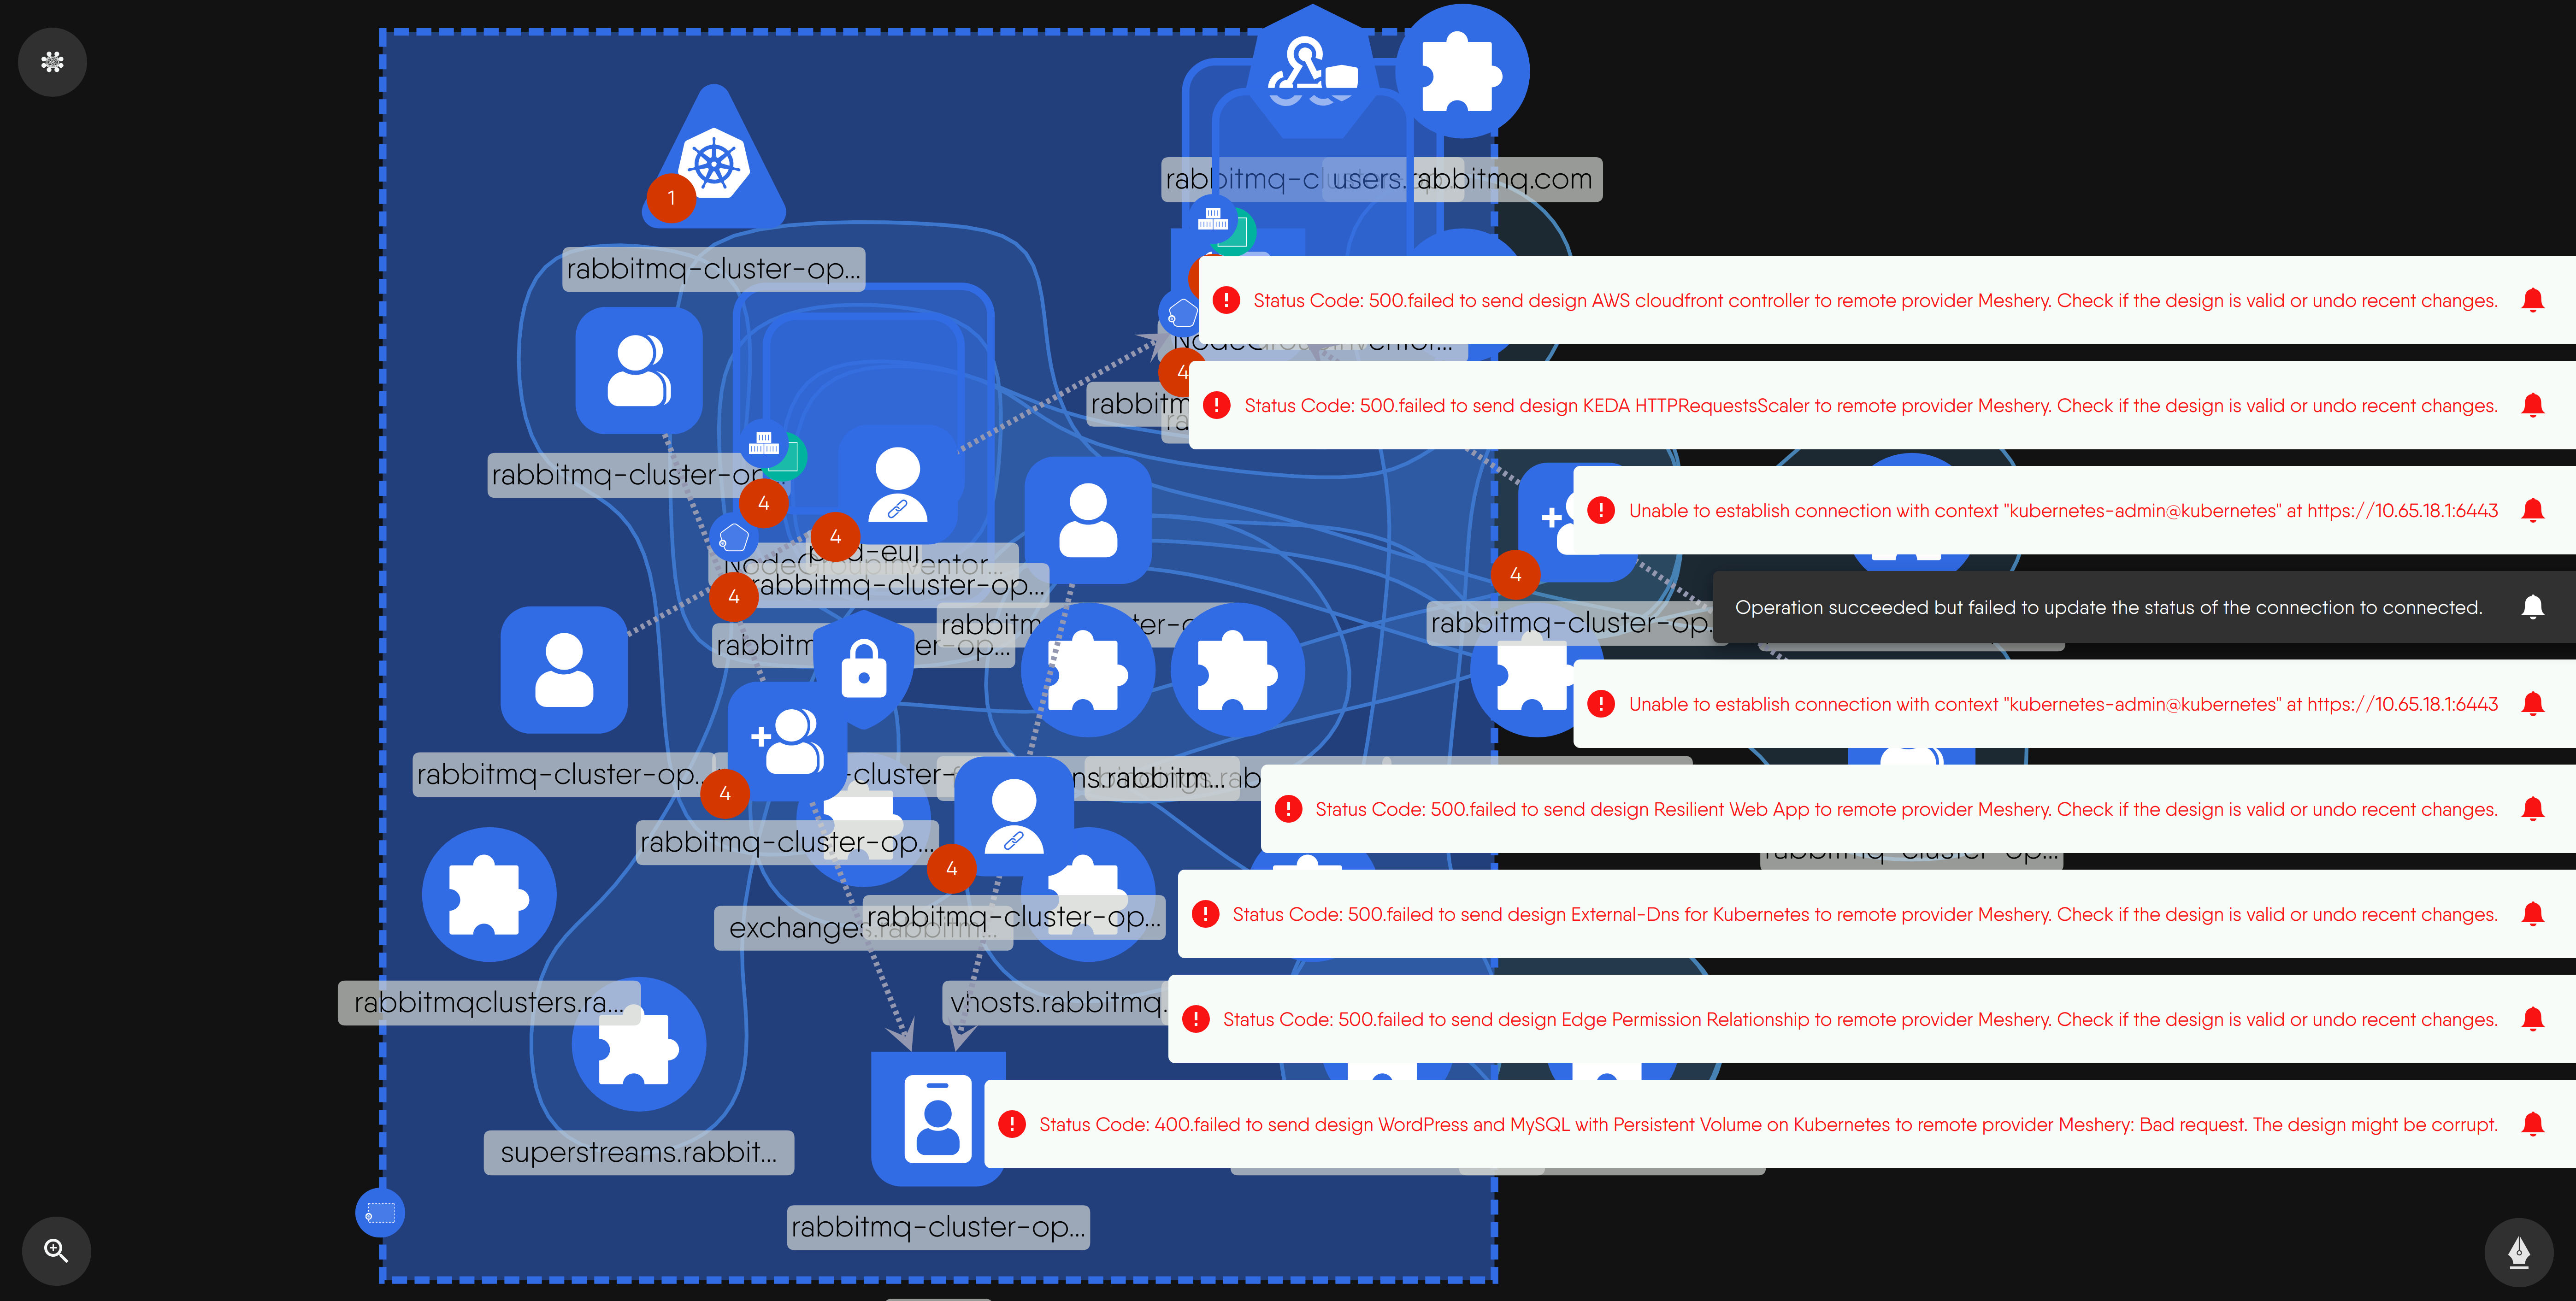 rabbitmq-clusters.
rabbitmq.com
1
rabbitmq-cluster-op...
Status Code: 500.failed to send design AWS cloudfront controller to remote provider Meshery. Check if the design is valid or undo recent changes.
4
Status Code: 500.failed to send design KEDA HTTPRequestsScaler to remote provider Meshery. Check if the design is valid or undo recent changes.
rabbitmq-cluster-op...
4
Unable to establish connection with context "kubernetes-admin@kubernetes" at https://10.65.18.1:6443
4
NodeGroupInventor...
rabbitmq-cluster-op...
4
4
Operation succeeded but failed to update the status of the connection to connected.
rabbitmq-cluster-op...
Unable to establish connection with context "kubernetes-admin@kubernetes" at https://10.65.18.1:6443
rabbitmq-cluster-op...
4
Status Code: 500.failed to send design Resilient Web App to remote provider Meshery. Check if the design is valid or undo recent changes.
rabbitmq-cluster-op...
rabbitmq-cluster-op...
4
rabbitmq-cluster-op...
Status Code: 500.failed to send design External-Dns for Kubernetes to remote provider Meshery. Check if the design is valid or undo recent changes.
exchanges.rabbitm...
rabbitmqclusters.ra...
vhosts.rabbitmq.
Status Code: 500.failed to send design Edge Permission Relationship to remote provider Meshery. Check if the design is valid or undo recent changes.
Status Code: 400.failed to send design WordPress and MySQL with Persistent Volume on Kubernetes to remote provider Meshery: Bad request. The design might be corrupt.
superstreams.rabbit...
rabbitmq-cluster-op...